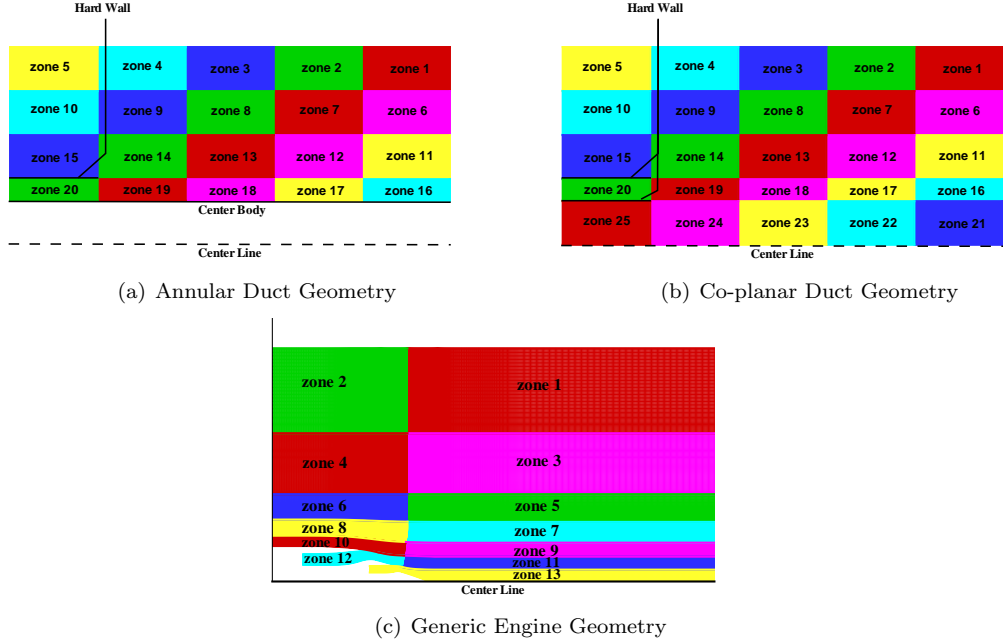 Hard Wall
zone 5 zone 4 zone 3 zone 2 zone 1
zone 10 zone 9 zone 8 zone 7 zone 6
zone 15 zone 14 zone 13 zone 12 zone 11
zone 20 zone 19 zone 18 zone 17 zone 16
Center Body
Center Line
(a) Annular Duct Geometry
Hard Wall
zone 5 zone 4 zone 3 zone 2 zone 1
zone 10 zone 9 zone 8 zone 7 zone 6
zone 15 zone 14 zone 13 zone 12 zone 11
zone 20 zone 19 zone 18 zone 17 zone 16
zone 25 zone 24 zone 23 zone 22 zone 21
Center Line
(b) Co-planar Duct Geometry
zone 2 zone 1
zone 4 zone 3
zone 6 zone 5
zone 8 zone 7
zone 10 zone 9
zone 12 zone 11
zone 13
Center Line
(c) Generic Engine Geometry